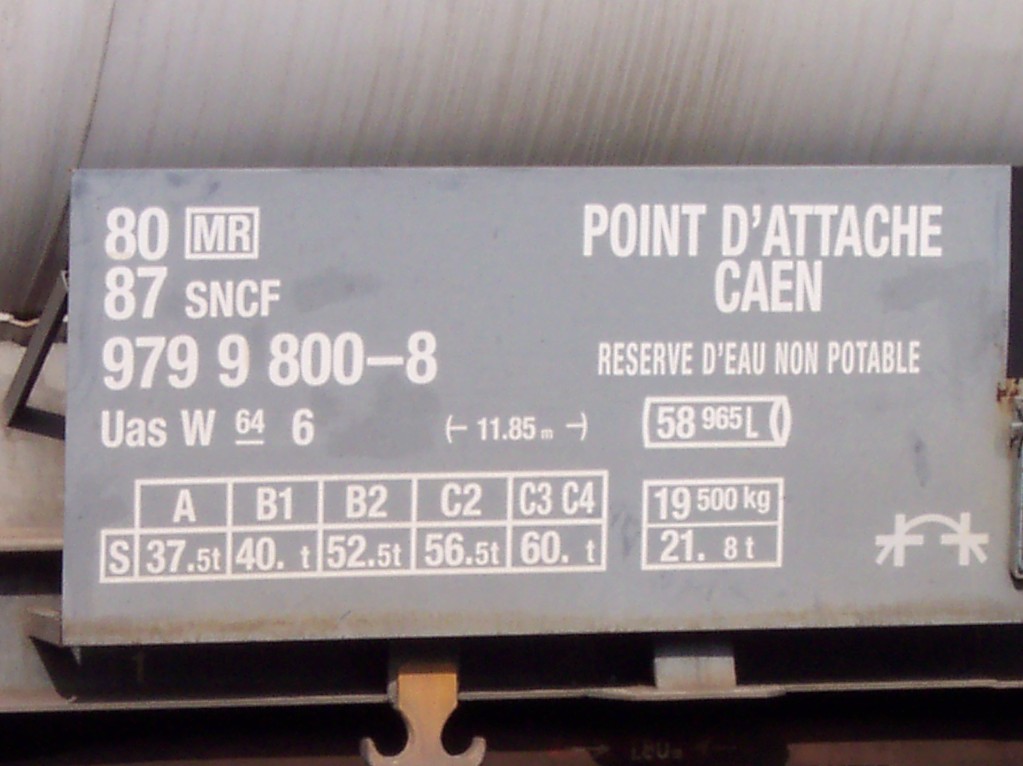 80 MR
87 SNCF
979 9 800-8
Uas W 64 6
11.85 m
POINT D'ATTACHE
CAEN
RESERVE D'EAU NON POTABLE
58 965 L
A B1 B2 C2 C3 C4
S 37.5t 40. t 52.5t 56.5t 60. t
19 500 kg
21. 8 t